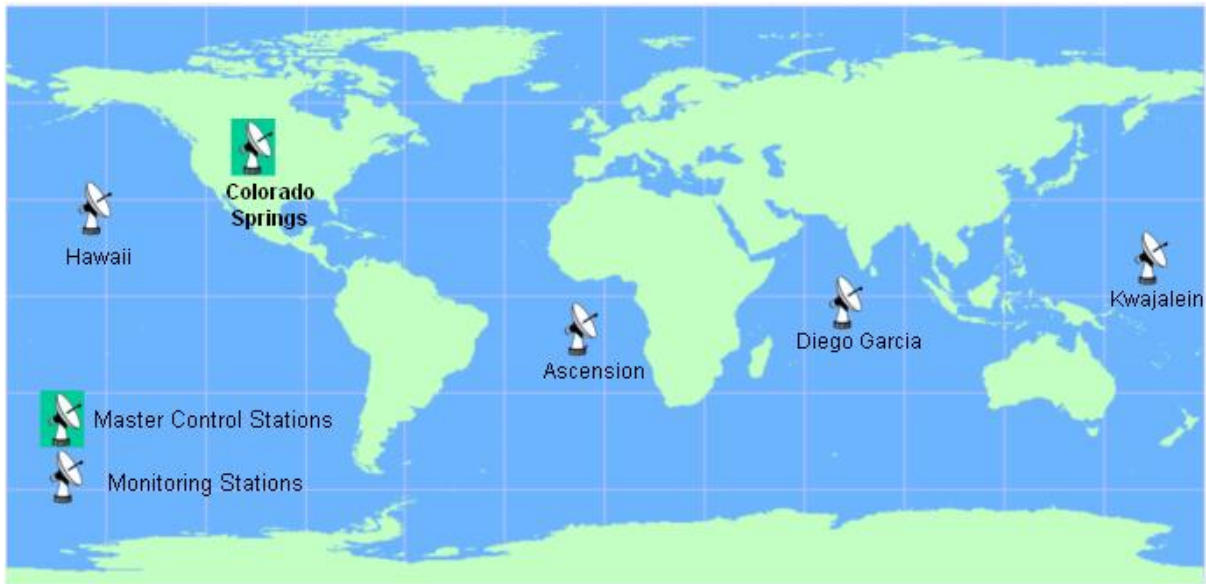 Colorado
Springs
Hawaii
Kwajalein
Diego Garcia
Ascension
Master Control Stations
Monitoring Stations